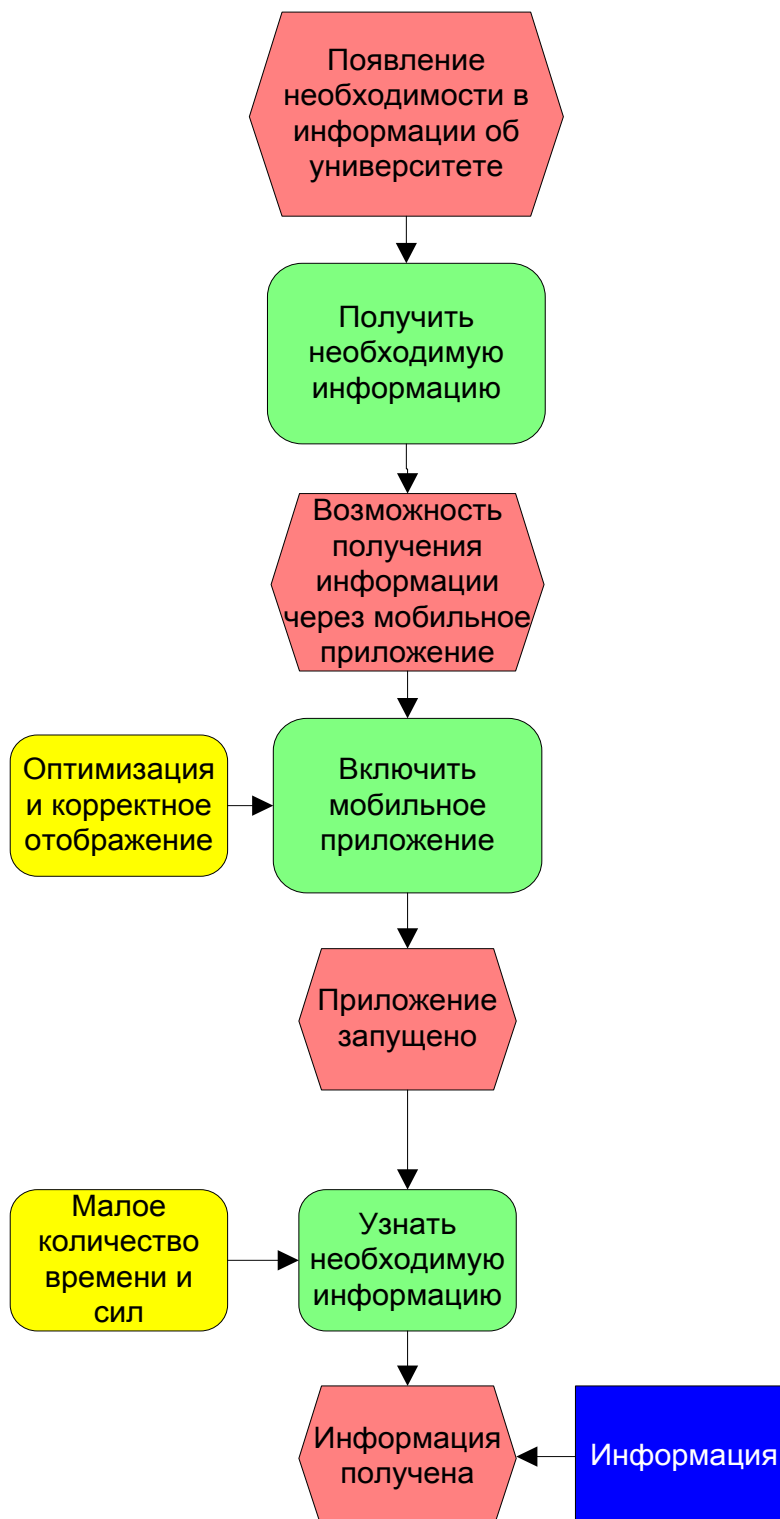 Появление
необходимости в
информации об
университете
Получить
необходимую
информацию
Возможность
получения
информации
через мобильное
приложение
Оптимизация
и корректное
отображение
Включить
мобильное
приложение
Приложение
запущено
Малое
количество
времени и
сил
Узнать
необходимую
информацию
Информация
получена
Информация